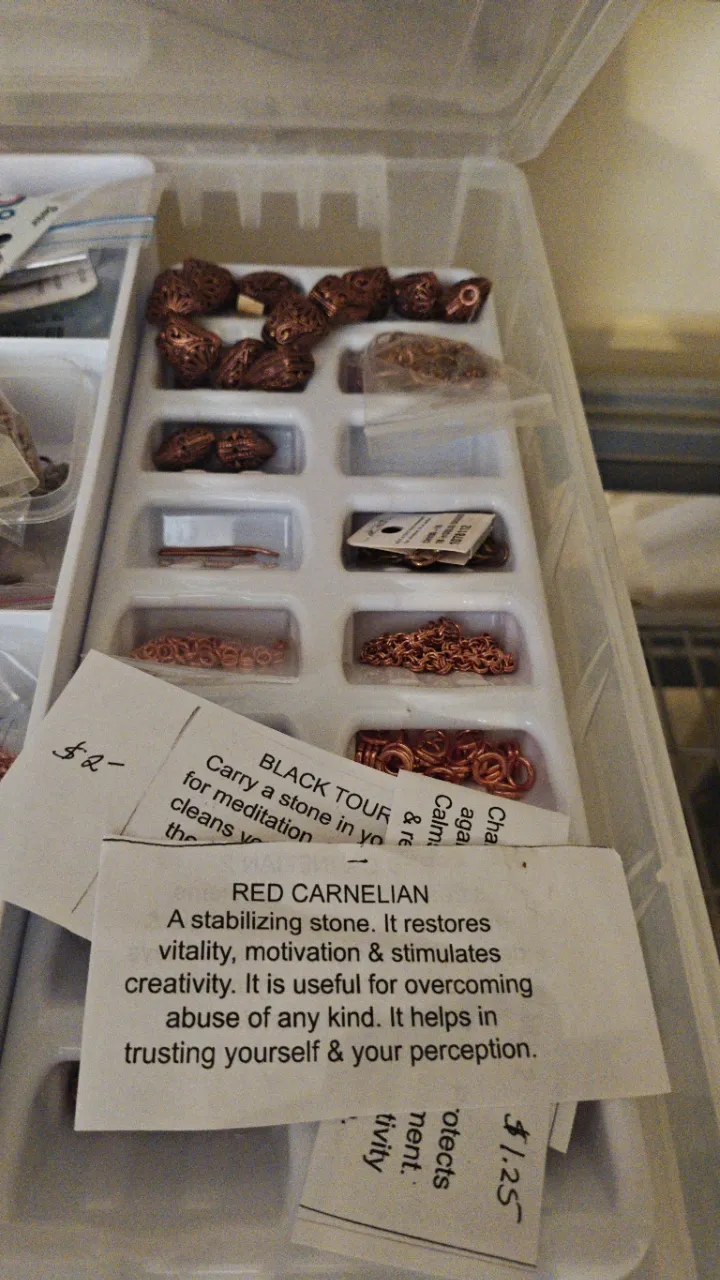 $2-
BLACK TOUR
Carry a stone in yo
for meditation
cleans
the
Cha
aga
Calm
& re
RED CARNELIAN
A stabilizing stone. It restores
vitality, motivation & stimulates
creativity. It is useful for overcoming
abuse of any kind. It helps in
trusting yourself & your perception.
$1.25
otects
ment.
tivity